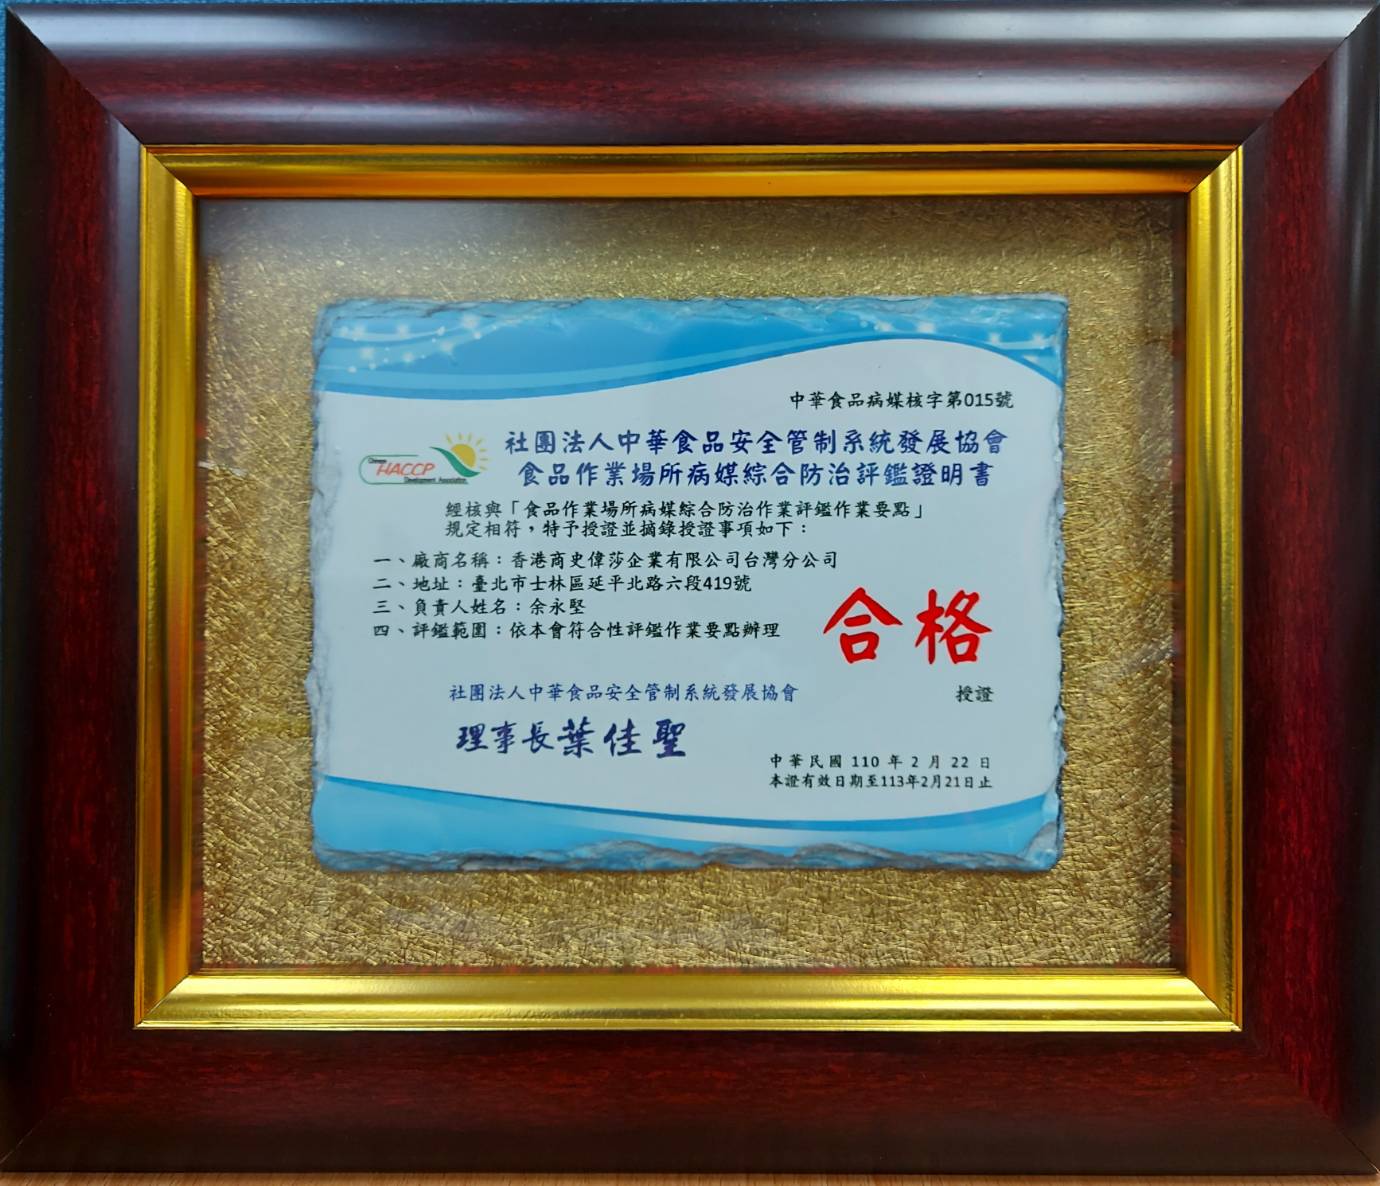 中華食品病媒核字第015號
社團法人中華食品安全管制系統發展協會
Chinese
HACCP
Development Association
食品作業場所病媒綜合防治評鑑證明書
經核與「食品作業場所病媒綜合防治作業評鑑作業要點」
規定相符，特予授證並摘錄授證事項如下：
一、廠商名稱：香港商史偉莎企業有限公司台灣分公司
二、地址：臺北市士林區延平北路六段419號
三、負責人姓名：余永堅
四、評鑑範圍：依本會符合性評鑑作業要點辦理
合格
社團法人中華食品安全管制系統發展協會
授證
理事長葉佳聖
中華民國 110 年 2 月 22 日
本證有效日期至113年2月21日止